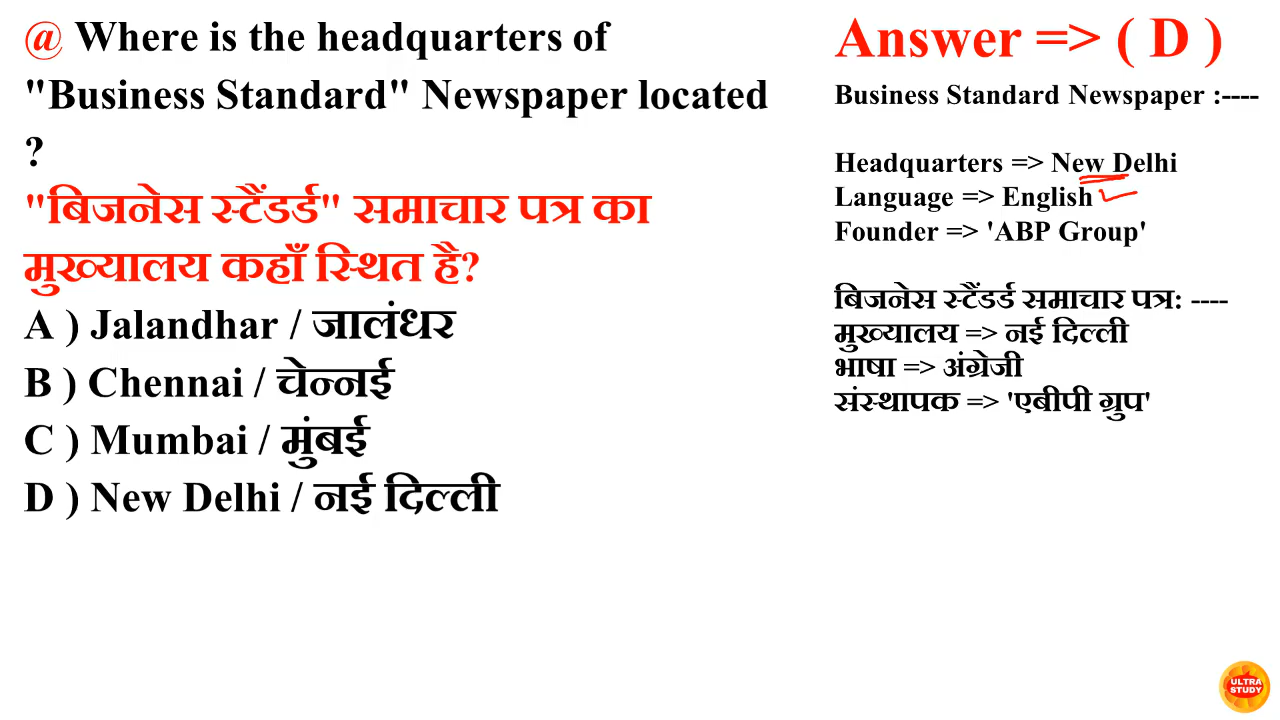 @ Where is the headquarters of
"Business Standard" Newspaper located
?
"बिजनेस स्टैंडर्ड" समाचार पत्र का
मुख्यालय कहाँ स्थित है?
A ) Jalandhar / जालंधर
B ) Chennai / चेन्नई
C ) Mumbai / मुंबई
D ) New Delhi / नई दिल्ली
Answer => ( D )
Business Standard Newspaper :----
Headquarters => New Delhi
Language => English
Founder => 'ABP Group'
बिजनेस स्टैंडर्ड समाचार पत्र: ----
मुख्यालय => नई दिल्ली
भाषा => अंग्रेजी
संस्थापक => 'एबीपी ग्रुप'
ULTRA
STUDY